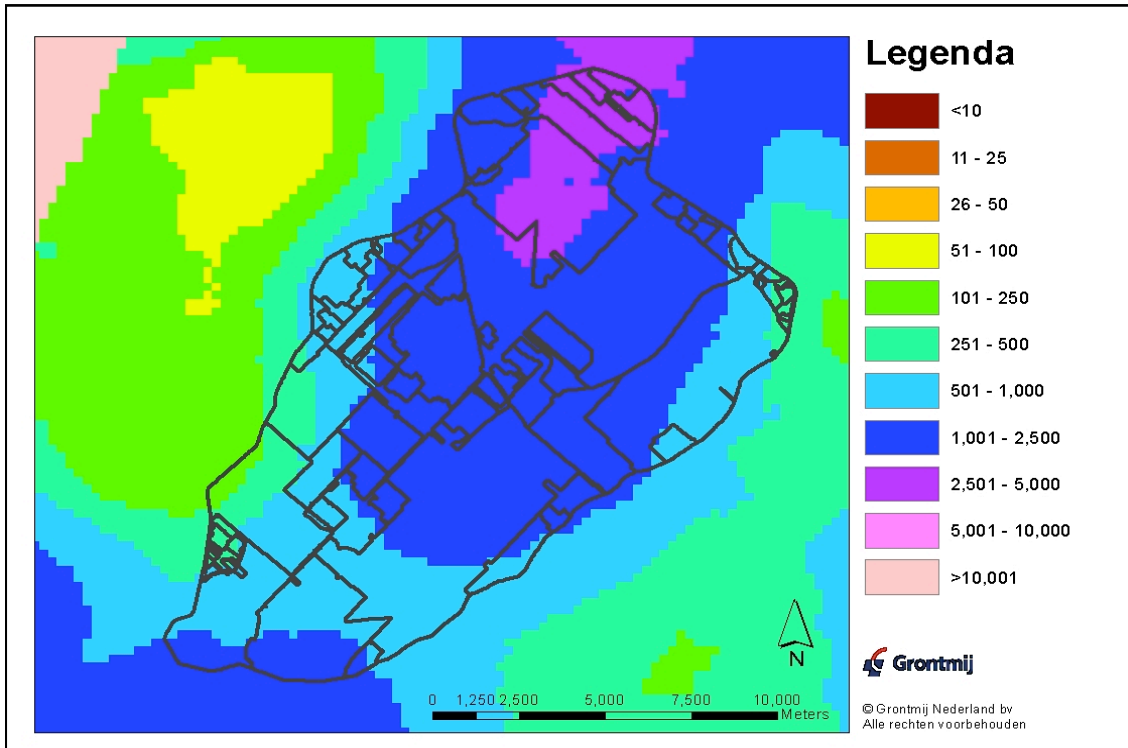 Legenda
<10
11 - 25
26 - 50
51 - 100
101 - 250
251 - 500
501 - 1,000
1,001 - 2,500
2,501 - 5,000
5,001 - 10,000
>10,001
N
0 1,250 2,500 5,000 7,500 10,000
Meters
Grontmij
© Grontmij Nederland bv
Alle rechten voorbehouden